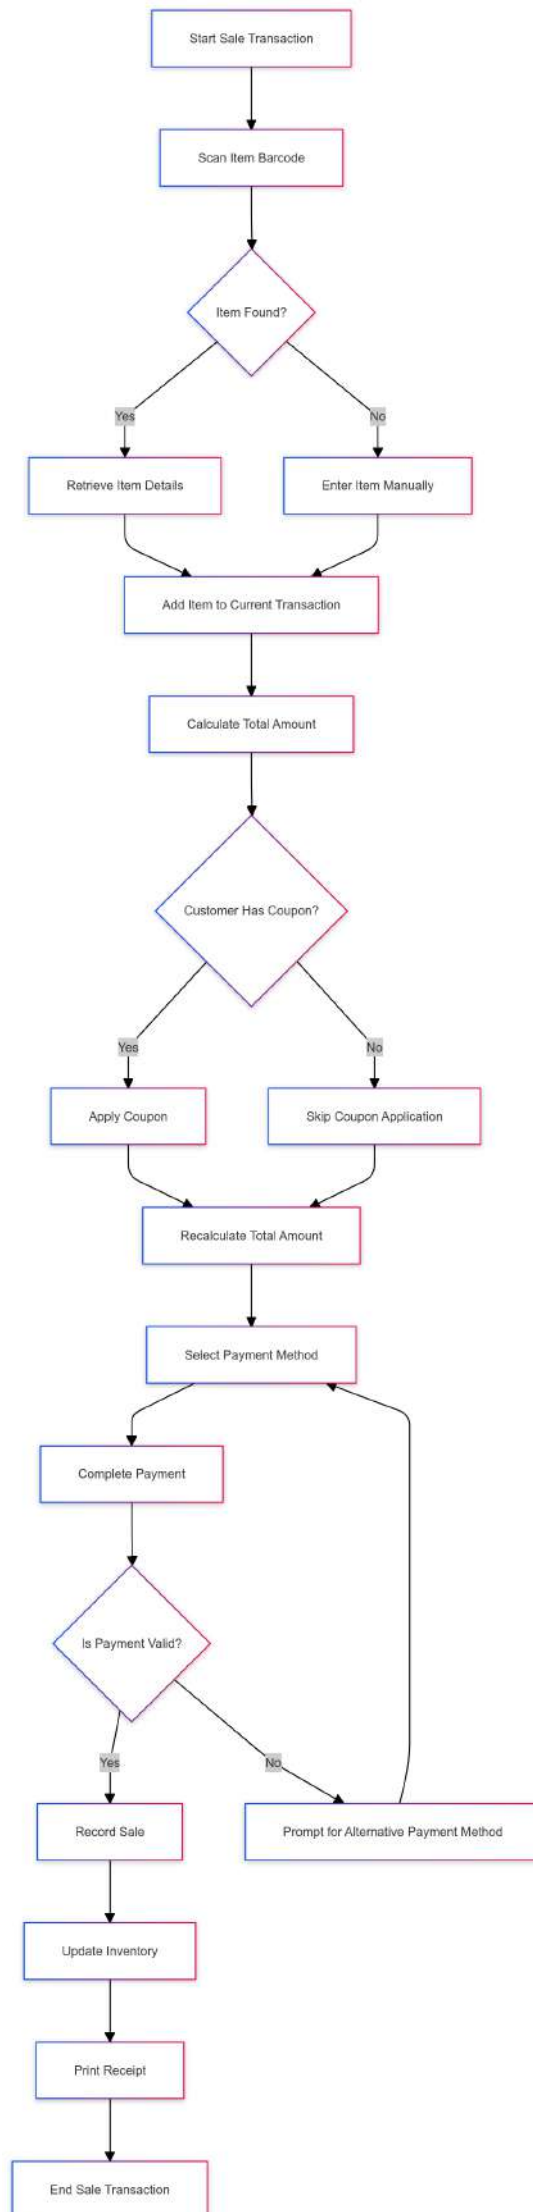 Start Sale Transaction
Scan Item Barcode
Item Found?
Yes
No
Retrieve Item Details
Enter Item Manually
Add Item to Current Transaction
Calculate Total Amount
Customer Has Coupon?
Yes
No
Apply Coupon
Skip Coupon Application
Recalculate Total Amount
Select Payment Method
Complete Payment
Is Payment Valid?
Yes
No
Record Sale
Prompt for Alternative Payment Method
Update Inventory
Print Receipt
End Sale Transaction